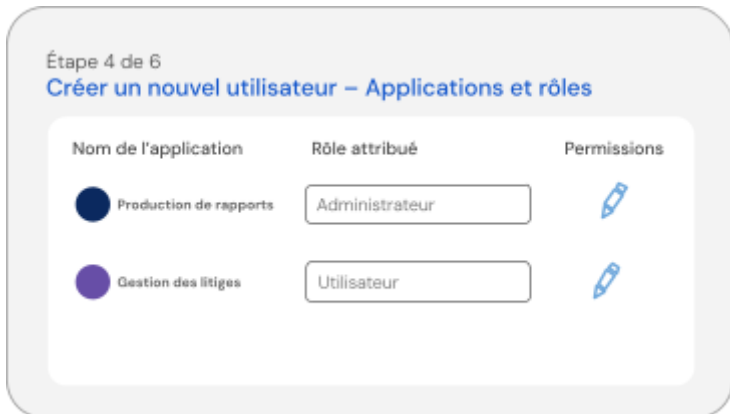 Étape 4 de 6
Créer un nouvel utilisateur – Applications et rôles
Nom de l’application Rôle attribué Permissions
Production de rapports Administrateur
Gestion des litiges Utilisateur